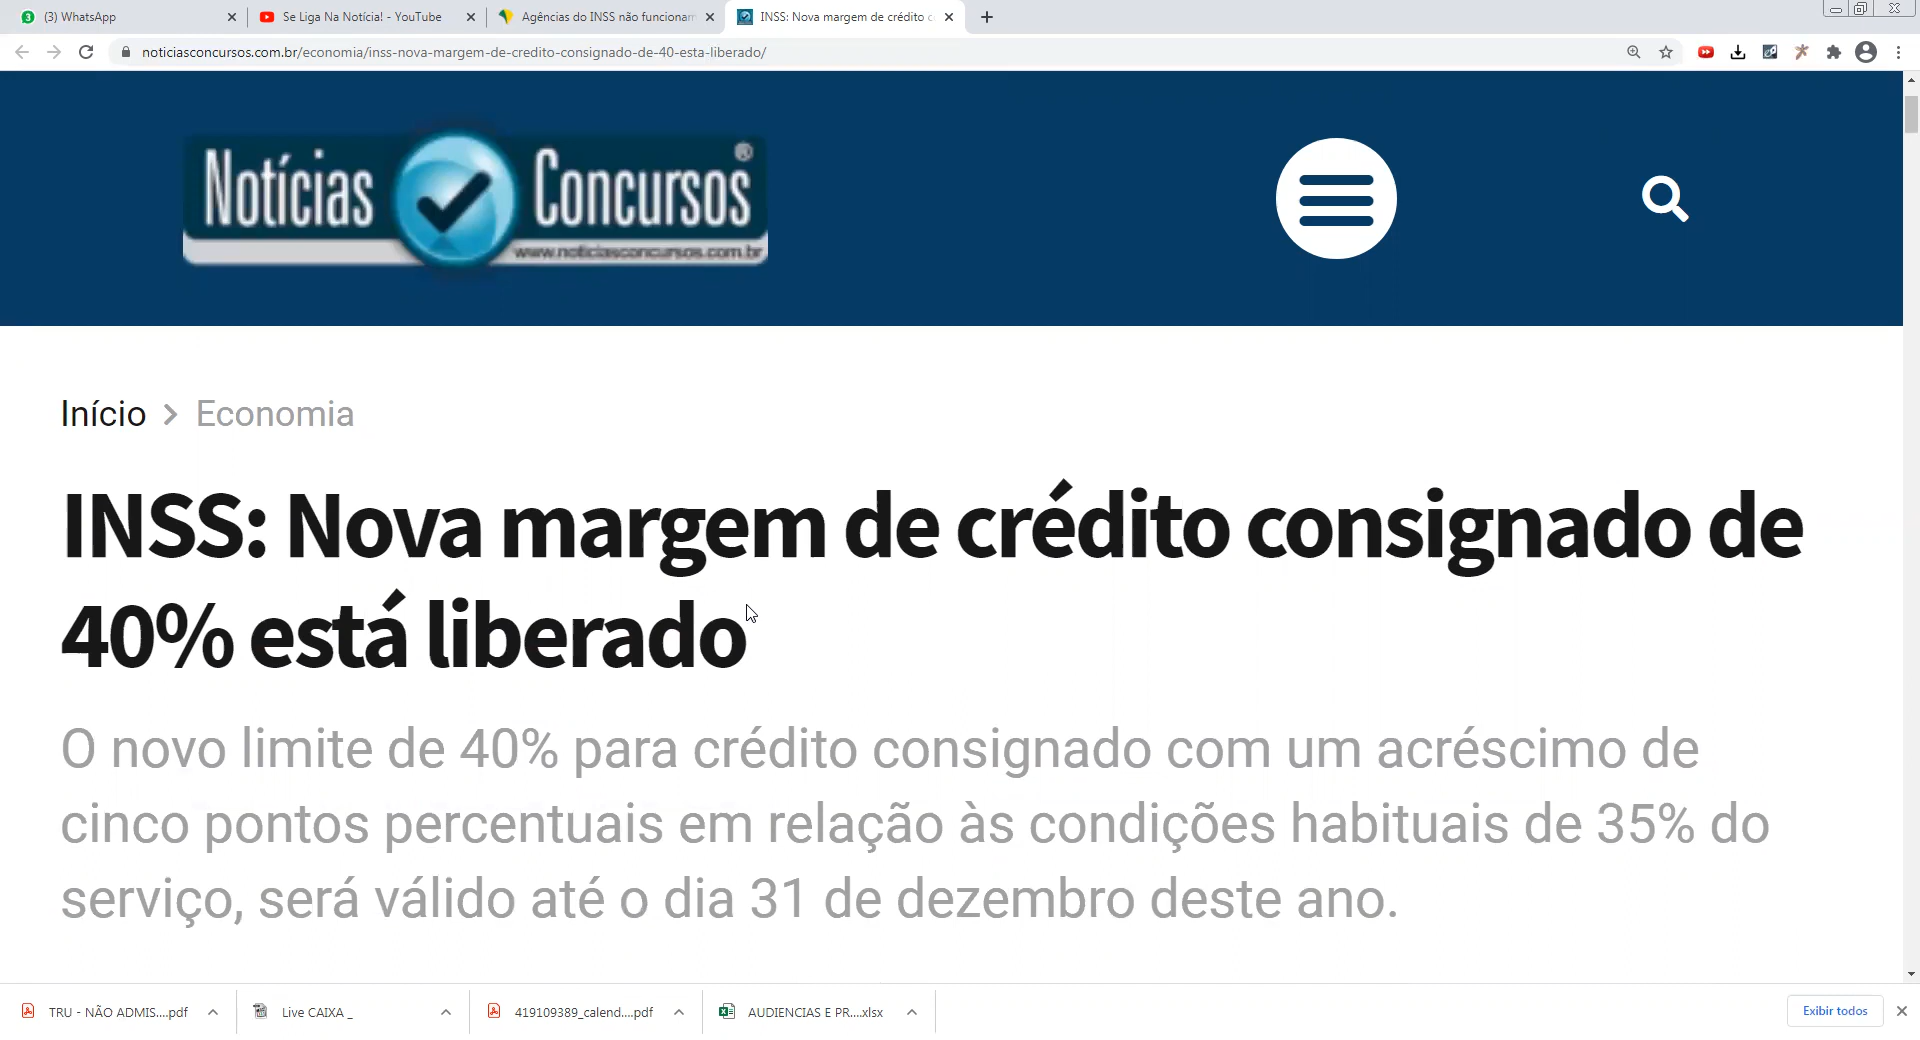 (3) WhatsApp
Se Liga Na Notícia! - YouTube
Agências do INSS não funcionam
INSS: Nova margem de crédito c
noticiasconcursos.com.br/economia/inss-nova-margem-de-credito-consignado-de-40-esta-liberado/
Notícias Concursos ®
www.noticiasconcursos.com.br
Início > Economia
INSS: Nova margem de crédito consignado de
40% está liberado
O novo limite de 40% para crédito consignado com um acréscimo de
cinco pontos percentuais em relação às condições habituais de 35% do
serviço, será válido até o dia 31 de dezembro deste ano.
TRU - NÃO ADMIS....pdf
Live CAIXA _
419109389_calend....pdf
AUDIENCIAS E PR....xlsx
Exibir todos